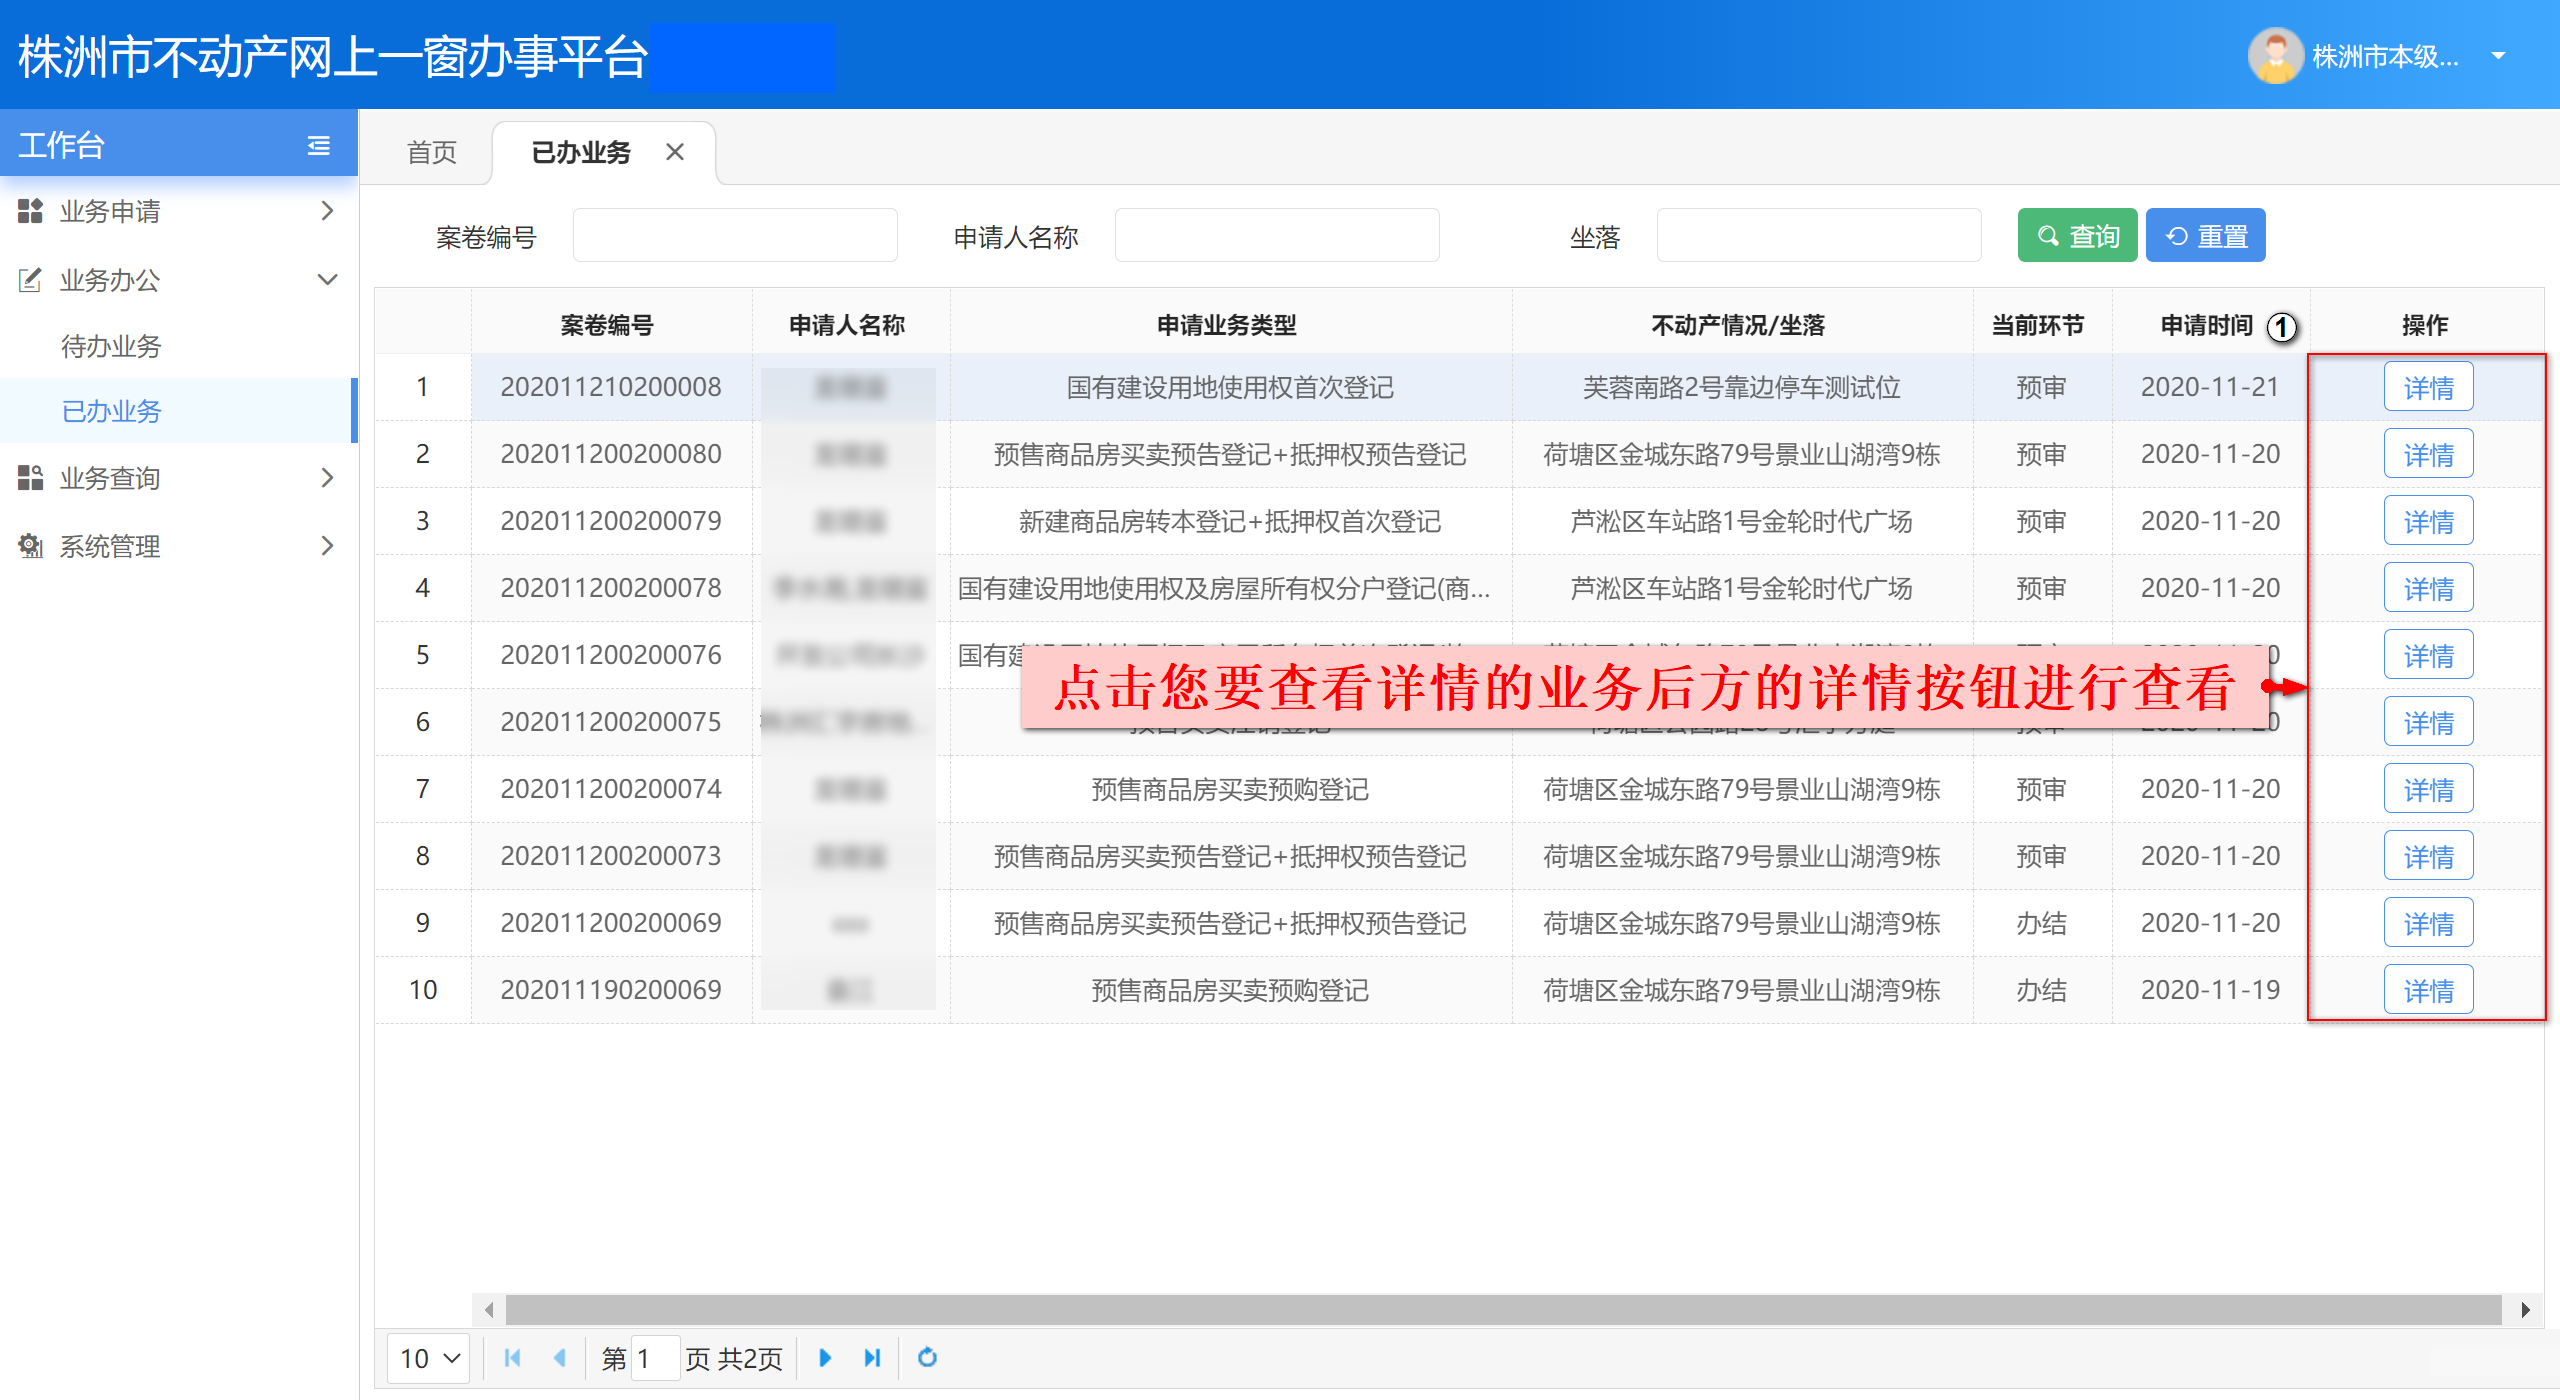 株洲市不动产网上一窗办事平台
株洲市本级...
工作台
首页 已办业务
业务申请
业务办公
待办业务
已办业务
业务查询
系统管理
案卷编号 申请人名称 坐落 查询 重置
案卷编号 申请人名称 申请业务类型 不动产情况/坐落 当前环节 申请时间 ① 操作
1 202011210200008 国有建设用地使用权首次登记 芙蓉南路2号靠边停车测试位 预审 2020-11-21 详情
2 202011200200080 预售商品房买卖预告登记+抵押权预告登记 荷塘区金城东路79号景业山湖湾9栋 预审 2020-11-20 详情
3 202011200200079 新建商品房转本登记+抵押权首次登记 芦淞区车站路1号金轮时代广场 预审 2020-11-20 详情
4 202011200200078 国有建设用地使用权及房屋所有权分户登记(商... 芦淞区车站路1号金轮时代广场 预审 2020-11-20 详情
5 202011200200076 国有 详情
点击您要查看详情的业务后方的详情按钮进行查看
6 202011200200075 详情
7 202011200200074 预售商品房买卖预购登记 荷塘区金城东路79号景业山湖湾9栋 预审 2020-11-20 详情
8 202011200200073 预售商品房买卖预告登记+抵押权预告登记 荷塘区金城东路79号景业山湖湾9栋 预审 2020-11-20 详情
9 202011200200069 预售商品房买卖预告登记+抵押权预告登记 荷塘区金城东路79号景业山湖湾9栋 办结 2020-11-20 详情
10 202011190200069 预售商品房买卖预购登记 荷塘区金城东路79号景业山湖湾9栋 办结 2020-11-19 详情
10 第 1 页 共2页